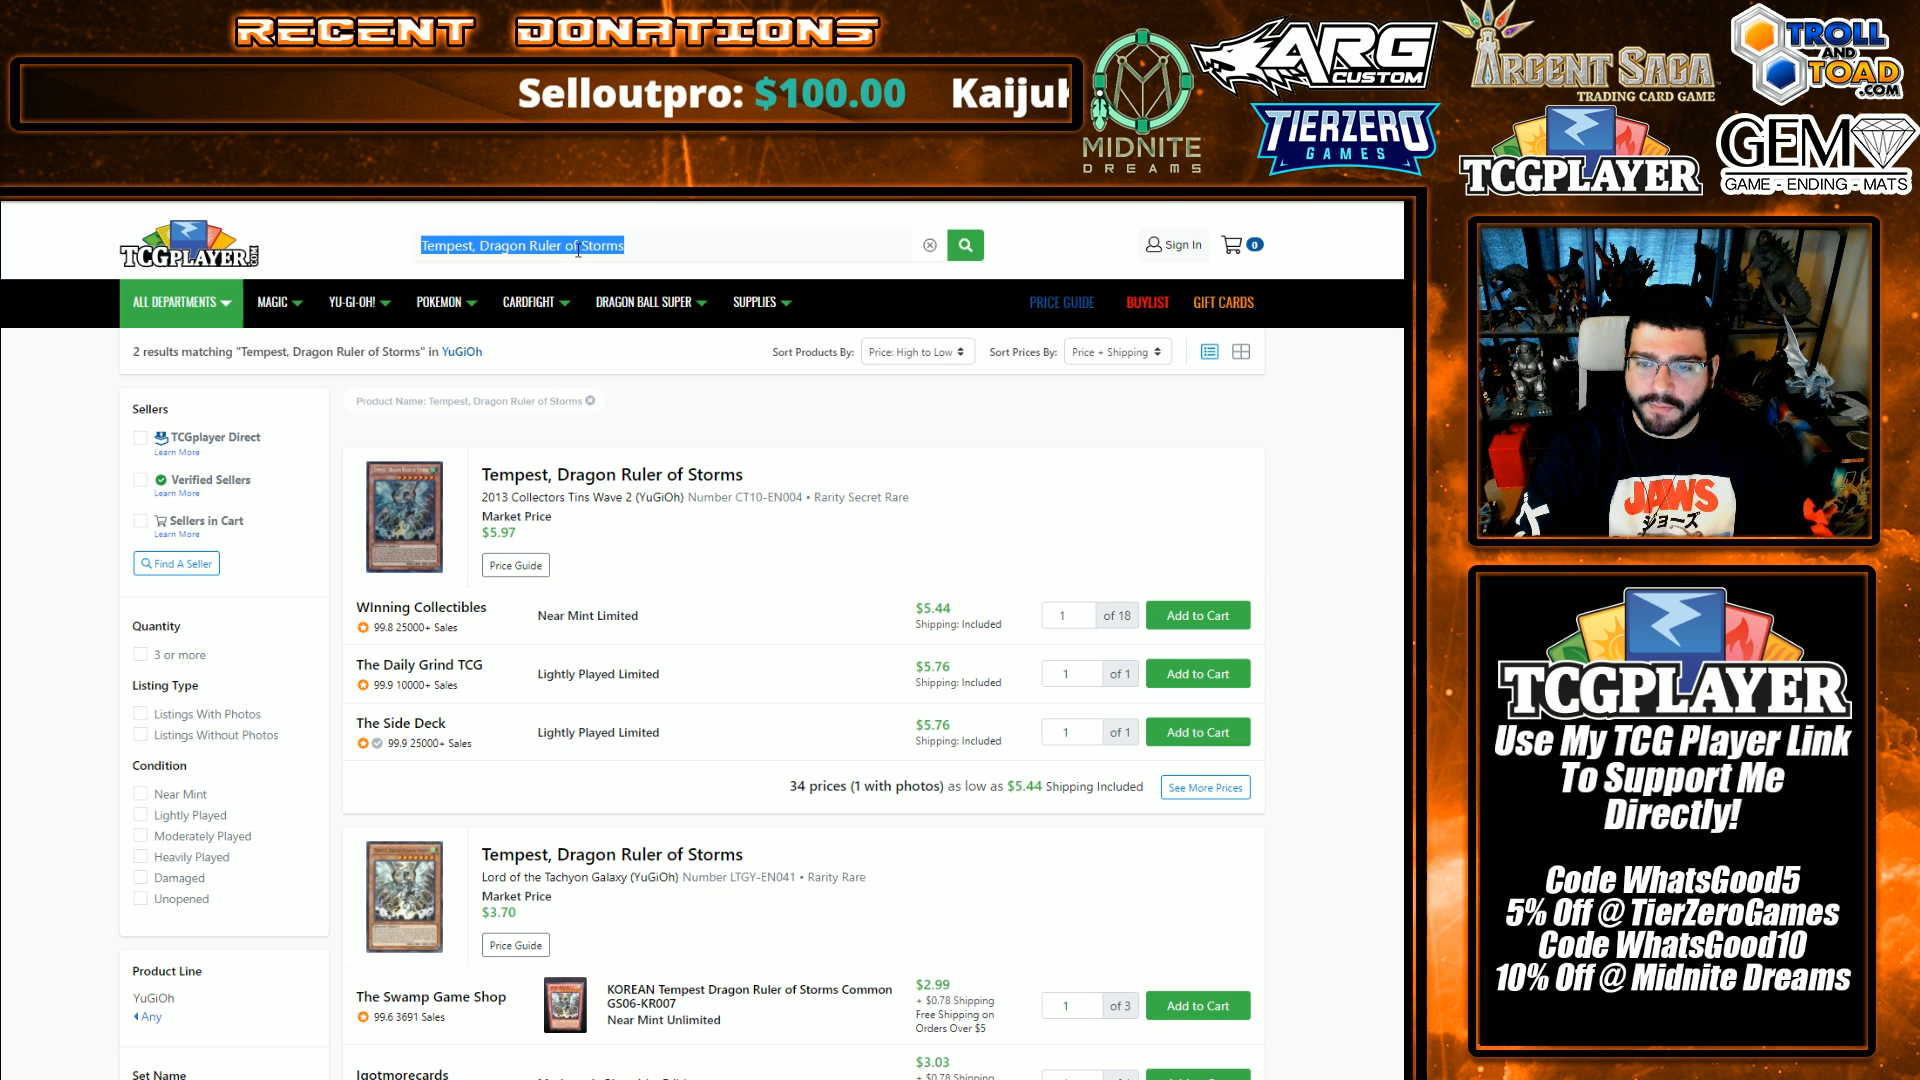 RECENT DONATIONS
Selloutpro: $100.00 Kaiju
MIDNITE
DREAMS
ARG
CUSTOM
TIERZERO
GAMES
ARGENT SAGA
TRADING CARD GAME
TROLL
AND
TOAD
.COM
TCGPLAYER
GEM
GAME-ENDING-MATS
TCGPLAYER.COM
Tempest, Dragon Ruler of Storms
Sign In
0
ALL DEPARTMENTS
MAGIC
YU-GI-OH!
POKEMON
CARDFIGHT
DRAGON BALL SUPER
SUPPLIES
PRICE GUIDE
BUYLIST
GIFT CARDS
2 results matching "Tempest, Dragon Ruler of Storms" in YuGiOh
Sort Products By:
Price: High to Low
Sort Prices By:
Price + Shipping
Sellers
TCGplayer Direct
Learn More
Verified Sellers
Learn More
Sellers in Cart
Learn More
Find A Seller
Quantity
3 or more
Listing Type
Listings With Photos
Listings Without Photos
Condition
Near Mint
Lightly Played
Moderately Played
Heavily Played
Damaged
Unopened
Product Line
YuGiOh
Any
Set Name
Product Name: Tempest, Dragon Ruler of Storms
Tempest, Dragon Ruler of Storms
2013 Collectors Tins Wave 2 (YuGiOh) Number CT10-EN004 • Rarity Secret Rare
Market Price
$5.97
Price Guide
WInning Collectibles
99.8 25000+ Sales
Near Mint Limited
$5.44
Shipping: Included
1 of 18
Add to Cart
The Daily Grind TCG
99.9 10000+ Sales
Lightly Played Limited
$5.76
Shipping: Included
1 of 1
Add to Cart
The Side Deck
99.9 25000+ Sales
Lightly Played Limited
$5.76
Shipping: Included
1 of 1
Add to Cart
34 prices (1 with photos) as low as $5.44 Shipping Included
See More Prices
Tempest, Dragon Ruler of Storms
Lord of the Tachyon Galaxy (YuGiOh) Number LTGY-EN041 • Rarity Rare
Market Price
$3.70
Price Guide
The Swamp Game Shop
99.6 3691 Sales
KOREAN Tempest Dragon Ruler of Storms Common
GS06-KR007
Near Mint Unlimited
$2.99
+ $0.78 Shipping
Free Shipping on
Orders Over $5
1 of 3
Add to Cart
Igotmorecards
$3.03
+ $0.78 Shipping
JAWS
ジョーズ
TCGPLAYER
Use My TCG Player Link
To Support Me
Directly!
Code WhatsGood5
5% Off @ TierZeroGames
Code WhatsGood10
10% Off @ Midnite Dreams